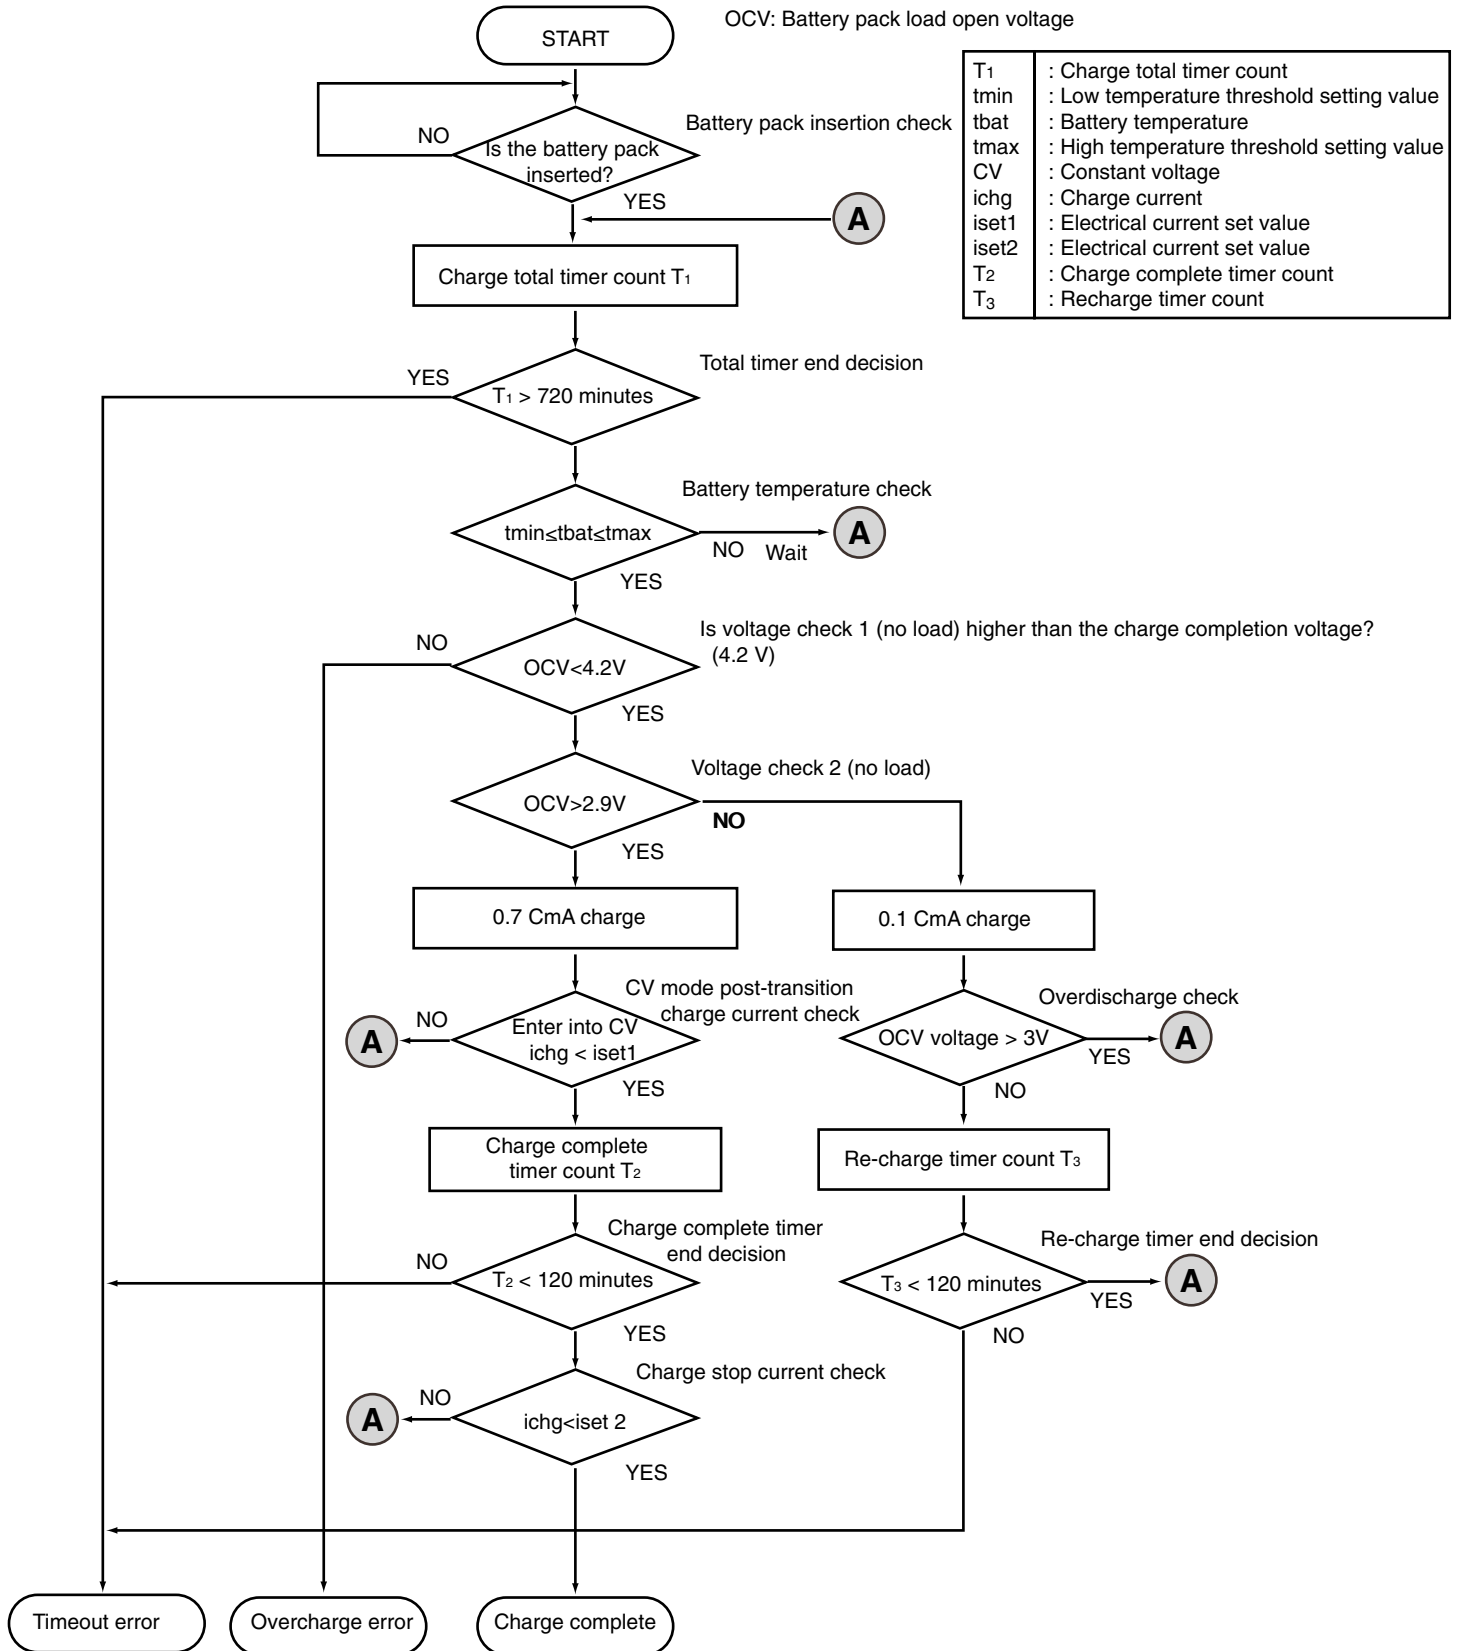 OCV: Battery pack load open voltage
START
T1 : Charge total timer count
tmin : Low temperature threshold setting value
tbat : Battery temperature
tmax : High temperature threshold setting value
CV : Constant voltage
ichg : Charge current
iset1 : Electrical current set value
iset2 : Electrical current set value
T2 : Charge complete timer count
T3 : Recharge timer count
Battery pack insertion check
NO
Is the battery pack
inserted?
YES
A
Charge total timer count T1
Total timer end decision
YES
T1 > 720 minutes
Battery temperature check
tmin≤tbat≤tmax
NO Wait
A
YES
Is voltage check 1 (no load) higher than the charge completion voltage?
(4.2 V)
NO
OCV<4.2V
YES
Voltage check 2 (no load)
OCV>2.9V
NO
YES
0.7 CmA charge
0.1 CmA charge
CV mode post-transition
charge current check
NO
A
Enter into CV
ichg < iset1
YES
Overdischarge check
OCV voltage > 3V
YES
A
NO
Charge complete
timer count T2
Re-charge timer count T3
Charge complete timer
end decision
NO
T2 < 120 minutes
YES
Re-charge timer end decision
T3 < 120 minutes
YES
A
NO
Charge stop current check
NO
A
ichg<iset 2
YES
Timeout error
Overcharge error
Charge complete